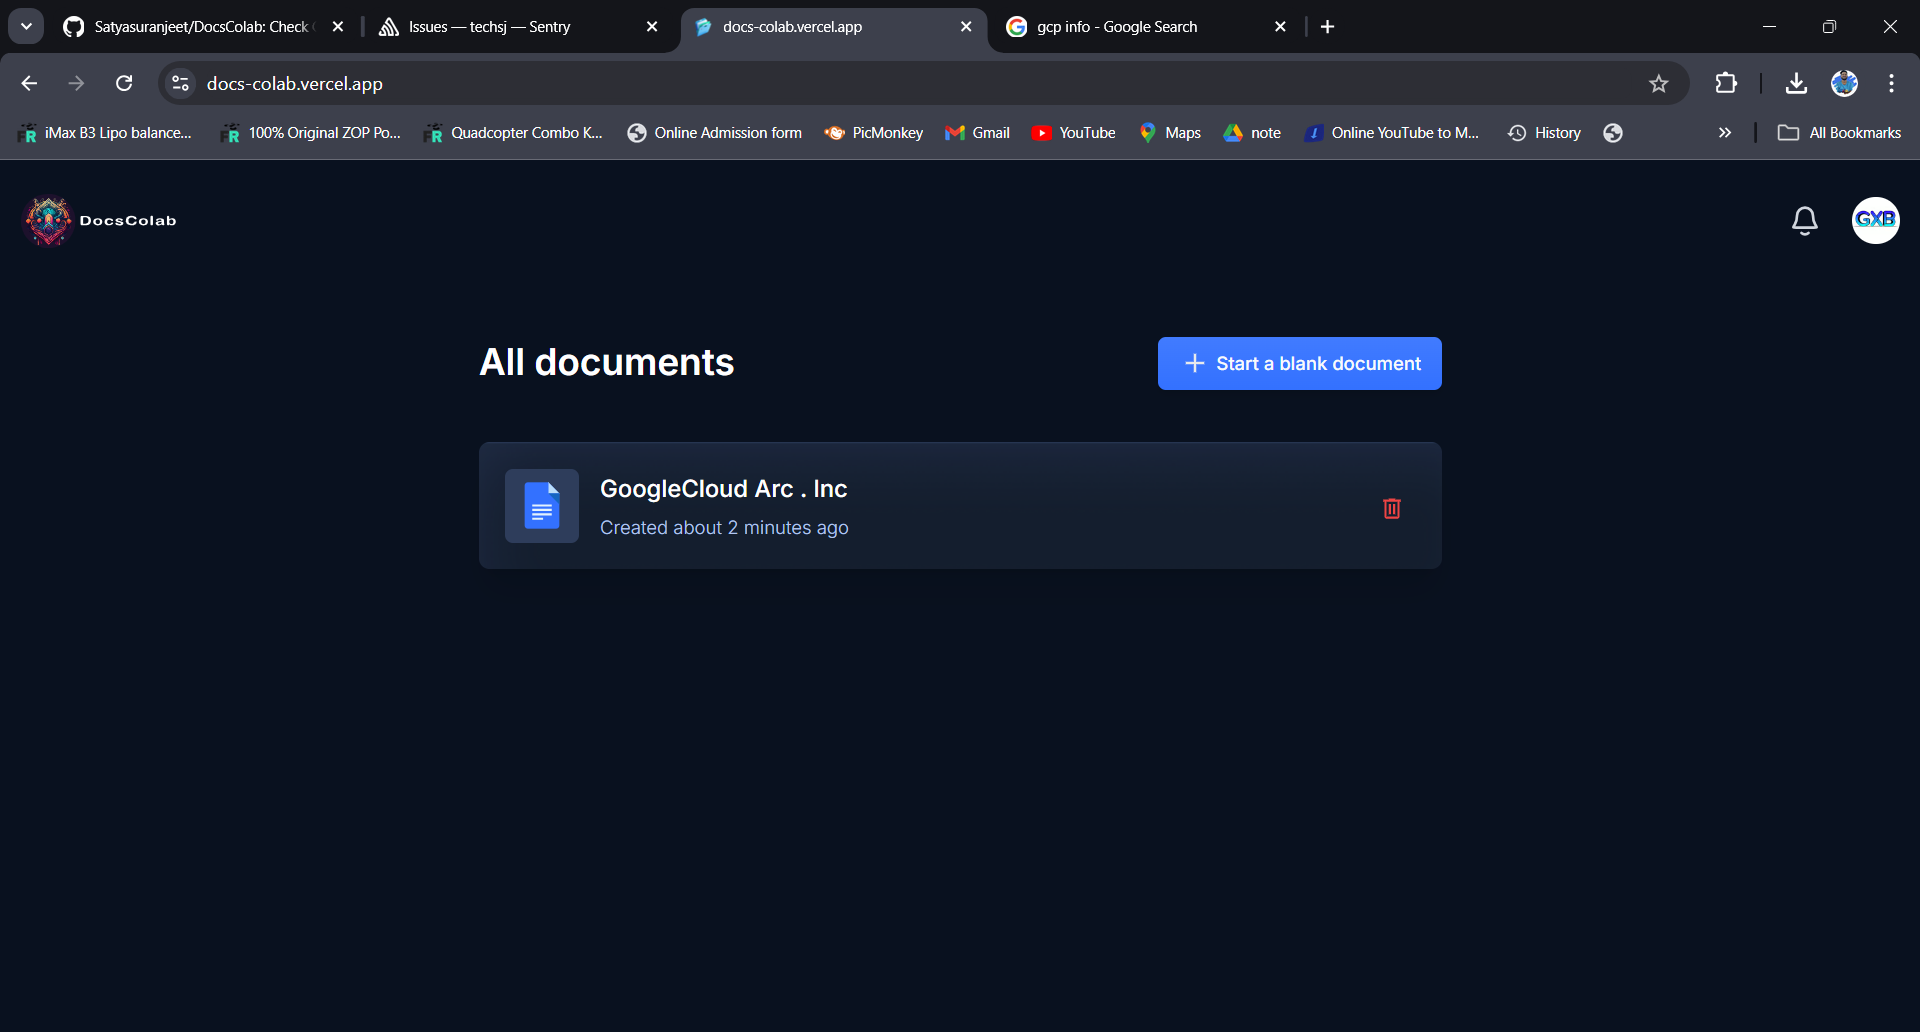 Satyasuranjeet/DocsColab: Check
Issues — techsj — Sentry
docs-colab.vercel.app
gcp info - Google Search
docs-colab.vercel.app
iMax B3 Lipo balance...
100% Original ZOP Po...
Quadcopter Combo K...
Online Admission form
PicMonkey
Gmail
YouTube
Maps
note
Online YouTube to M...
History
All Bookmarks
DocsColab
GXB
All documents
Start a blank document
GoogleCloud Arc . Inc
Created about 2 minutes ago